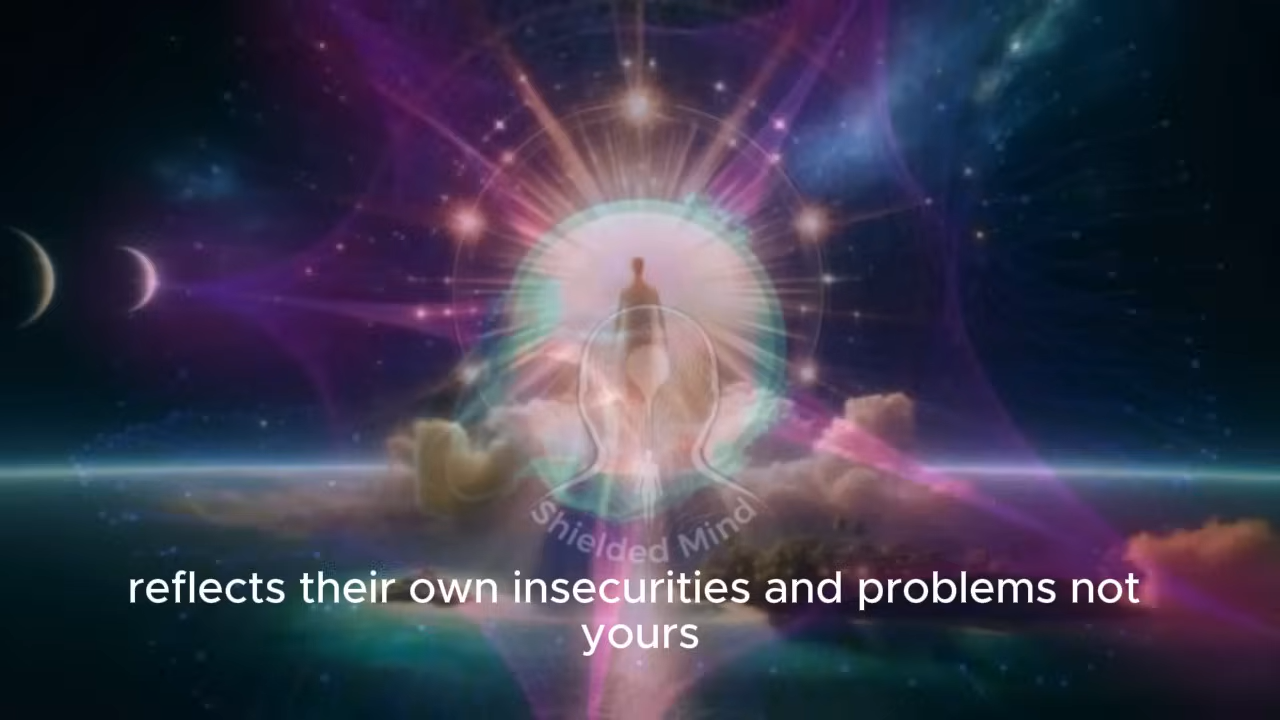 Shielded Mind
reflects their own insecurities and problems not
yours